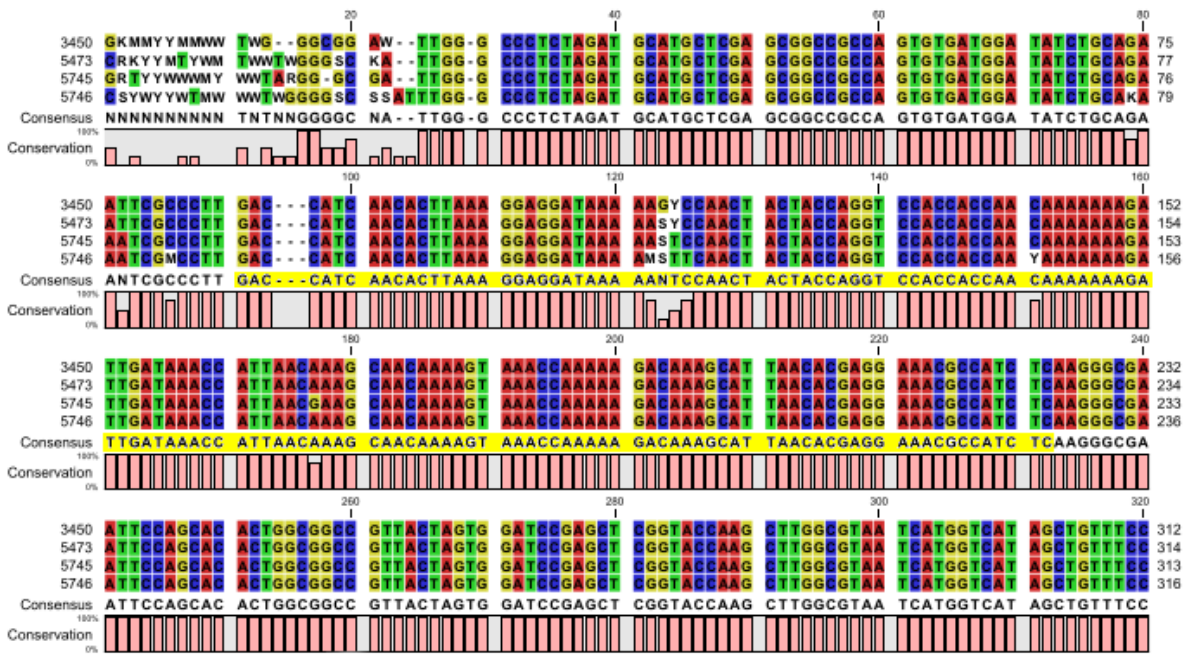 20 40 60 80
3450 GKMMYYMMWW TWG--GGCGG AW--TTGG-G CCCTCTAGAT GCATGCTCGA GCGGCCGCCA GTGTGATGGA TATCTGCAGA 75
5473 CRKYYMTYWM TWWTWGGGSC KA--TTGG-G CCCTCTAGAT GCATGCTCGA GCGGCCGCCA GTGTGATGGA TATCTGCAGA 77
5745 GRTYYWWWMY WWTARGG-GC GA--TTGG-G CCCTCTAGAT GCATGCTCGA GCGGCCGCCA GTGTGATGGA TATCTGCAGA 76
5746 CSYWYYWTMW WWTWGGGGSC SSATTTGG-G CCCTCTAGAT GCATGCTCGA GCGGCCGCCA GTGTGATGGA TATCTGCAKA 79
Consensus NNNNNNNNNN TNTNNGGGGC NA--TTGG-G CCCTCTAGAT GCATGCTCGA GCGGCCGCCA GTGTGATGGA TATCTGCAGA
100%
Conservation
0%
100 120 140 160
3450 ATTCGCCCTT GAC---CATC AACACTTAAA GGAGGATAAA AAGYCCAACT ACTACCAGGT CCACCACCAA CAAAAAAAGA 152
5473 ATTCGCCCTT GAC---CATC AACACTTAAA GGAGGATAAA AASYCCAACT ACTACCAGGT CCACCACCAA CAAAAAAAGA 154
5745 AATCGCCCTT GAC---CATC AACACTTAAA GGAGGATAAA AASTCCAACT ACTACCAGGT CCACCACCAA CAAAAAAAGA 153
5746 AATCGMCCTT GAC---CATC AACACTTAAA GGAGGATAAA AMSTTCAACT ACTACCAGGT CCACCACCAA YAAAAAAAGA 156
Consensus ANTCGCCCTT GAC---CATC AACACTTAAA GGAGGATAAA AANTCCAACT ACTACCAGGT CCACCACCAA CAAAAAAAGA
100%
Conservation
0%
180 200 220 240
3450 TTGATAAACC ATTAACAAAG CAACAAAAGT AAACCAAAAA GACAAAGCAT TAACACGAGG AAACGCCATC TCAAGGGCGA 232
5473 TTGATAAACC ATTAACAAAG CAACAAAAGT AAACCAAAAA GACAAAGCAT TAACACGAGG AAACGCCATC TCAAGGGCGA 234
5745 TTGATAAACC ATTAACGAAG CAACAAAAGT AAACCAAAAA GACAAAGCAT TAACACGAGG AAACGCCATC TCAAGGGCGA 233
5746 TTGATAAACC ATTAACAAAG CAACAAAAGT AAACCAAAAA GACAAAGCAT TAACACGAGG AAACGCCATC TCAAGGGCGA 236
Consensus TTGATAAACC ATTAACAAAG CAACAAAAGT AAACCAAAAA GACAAAGCAT TAACACGAGG AAACGCCATC TCAAGGGCGA
100%
Conservation
0%
260 280 300 320
3450 ATTCCAGCAC ACTGGCGGCC GTTACTAGTG GATCCGAGCT CGGTACCAAG CTTGGCGTAA TCATGGTCAT AGCTGTTTCC 312
5473 ATTCCAGCAC ACTGGCGGCC GTTACTAGTG GATCCGAGCT CGGTACCAAG CTTGGCGTAA TCATGGTCAT AGCTGTTTCC 314
5745 ATTCCAGCAC ACTGGCGGCC GTTACTAGTG GATCCGAGCT CGGTACCAAG CTTGGCGTAA TCATGGTCAT AGCTGTTTCC 313
5746 ATTCCAGCAC ACTGGCGGCC GTTACTAGTG GATCCGAGCT CGGTACCAAG CTTGGCGTAA TCATGGTCAT AGCTGTTTCC 316
Consensus ATTCCAGCAC ACTGGCGGCC GTTACTAGTG GATCCGAGCT CGGTACCAAG CTTGGCGTAA TCATGGTCAT AGCTGTTTCC
100%
Conservation
0%